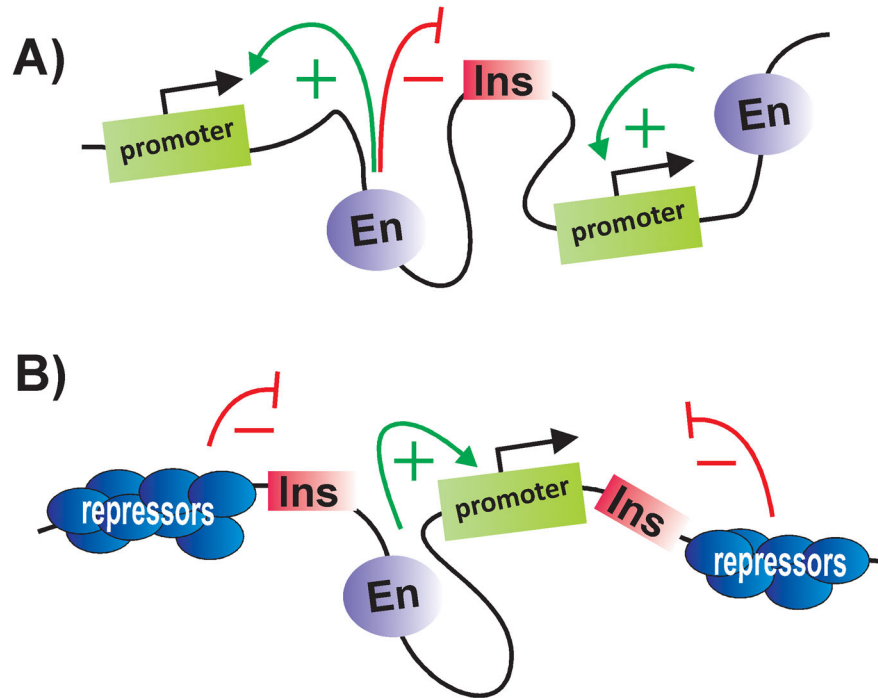 A)
+
−
Ins
En
promoter
+
En
promoter
B)
−
+
−
repressors
Ins
promoter
Ins
repressors
En